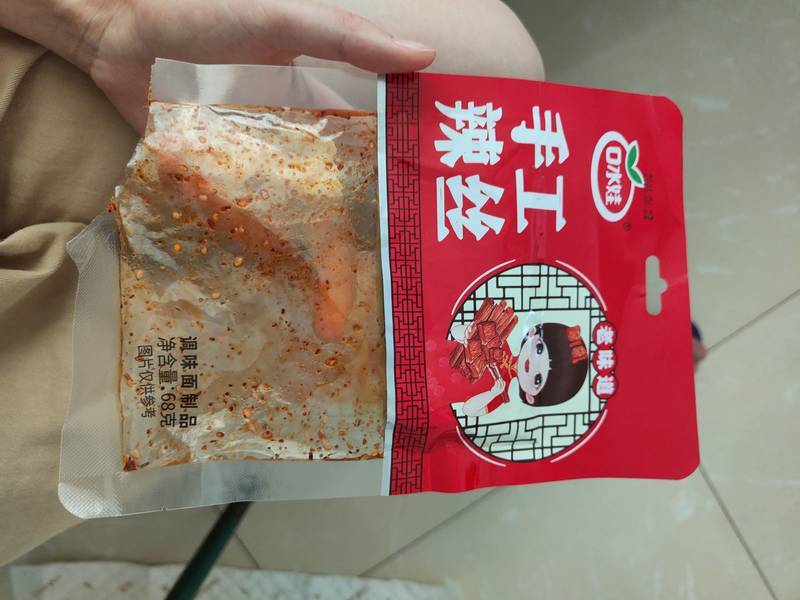 口水娃
®
手工
辣丝
老味道
调味面制品
净含量:68克
图片仅供参考